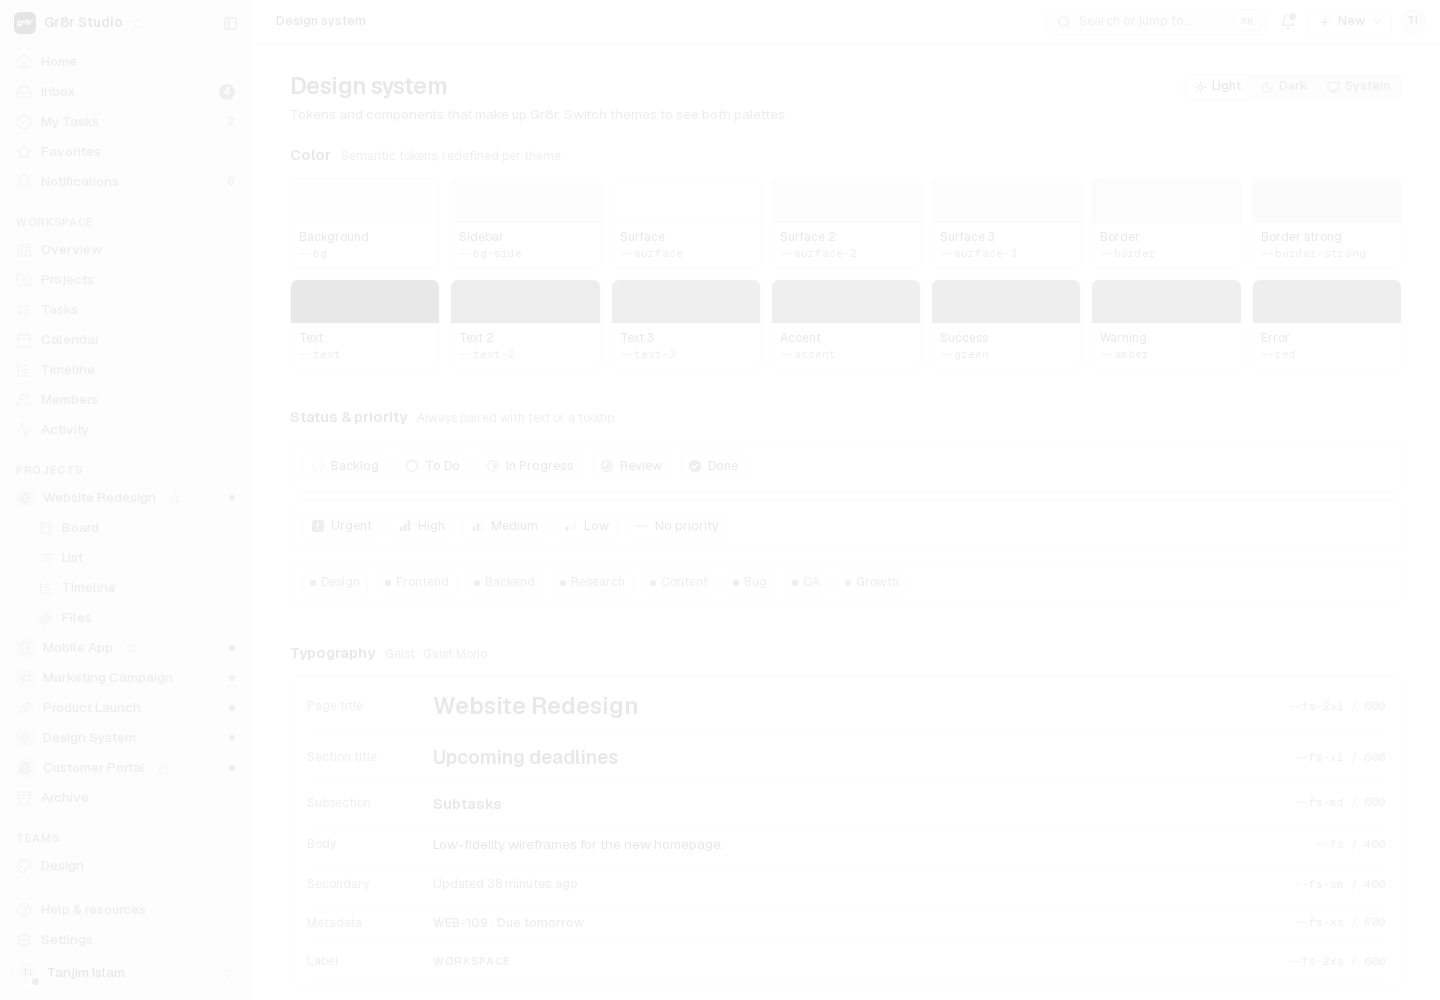 Gr8r Studio
Home
Inbox 4
My Tasks 2
Favorites
Notifications 6
WORKSPACE
Overview
Projects
Tasks
Calendar
Timeline
Members
Activity
PROJECTS
Website Redesign
Board
List
Timeline
Files
Mobile App
Marketing Campaign
Product Launch
Design System
Customer Portal
Archive
TEAMS
Design
Help & resources
Settings
TI Tanjim Islam
Design system
Search or jump to… ⌘K
New
TI
Design system
Light Dark System
Tokens and components that make up Gr8r. Switch themes to see both palettes.
Color Semantic tokens, redefined per theme
Background Sidebar Surface Surface 2 Surface 3 Border Border strong
--bg --bg-side --surface --surface-2 --surface-3 --border --border-strong
Text Text 2 Text 3 Accent Success Warning Error
--text --text-2 --text-3 --accent --green --amber --red
Status & priority Always paired with text or a tooltip
Backlog To Do In Progress Review Done
Urgent High Medium Low No priority
Design Frontend Backend Research Content Bug QA Growth
Typography Geist · Geist Mono
Page title Website Redesign --fs-2xl / 600
Section title Upcoming deadlines --fs-xl / 600
Subsection Subtasks --fs-md / 600
Body Low-fidelity wireframes for the new homepage. --fs / 400
Secondary Updated 38 minutes ago --fs-sm / 400
Metadata WEB-109 · Due tomorrow --fs-xs / 500
Label WORKSPACE --fs-2xs / 600